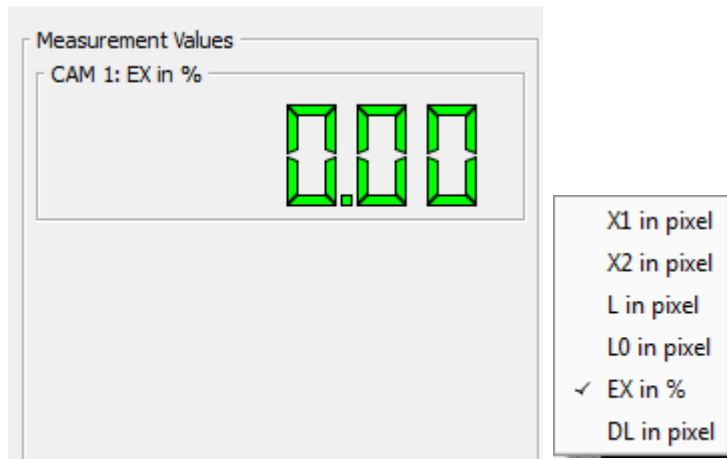 Measurement Values
CAM 1: EX in %
0.00
X1 in pixel
X2 in pixel
L in pixel
L0 in pixel
EX in %
DL in pixel